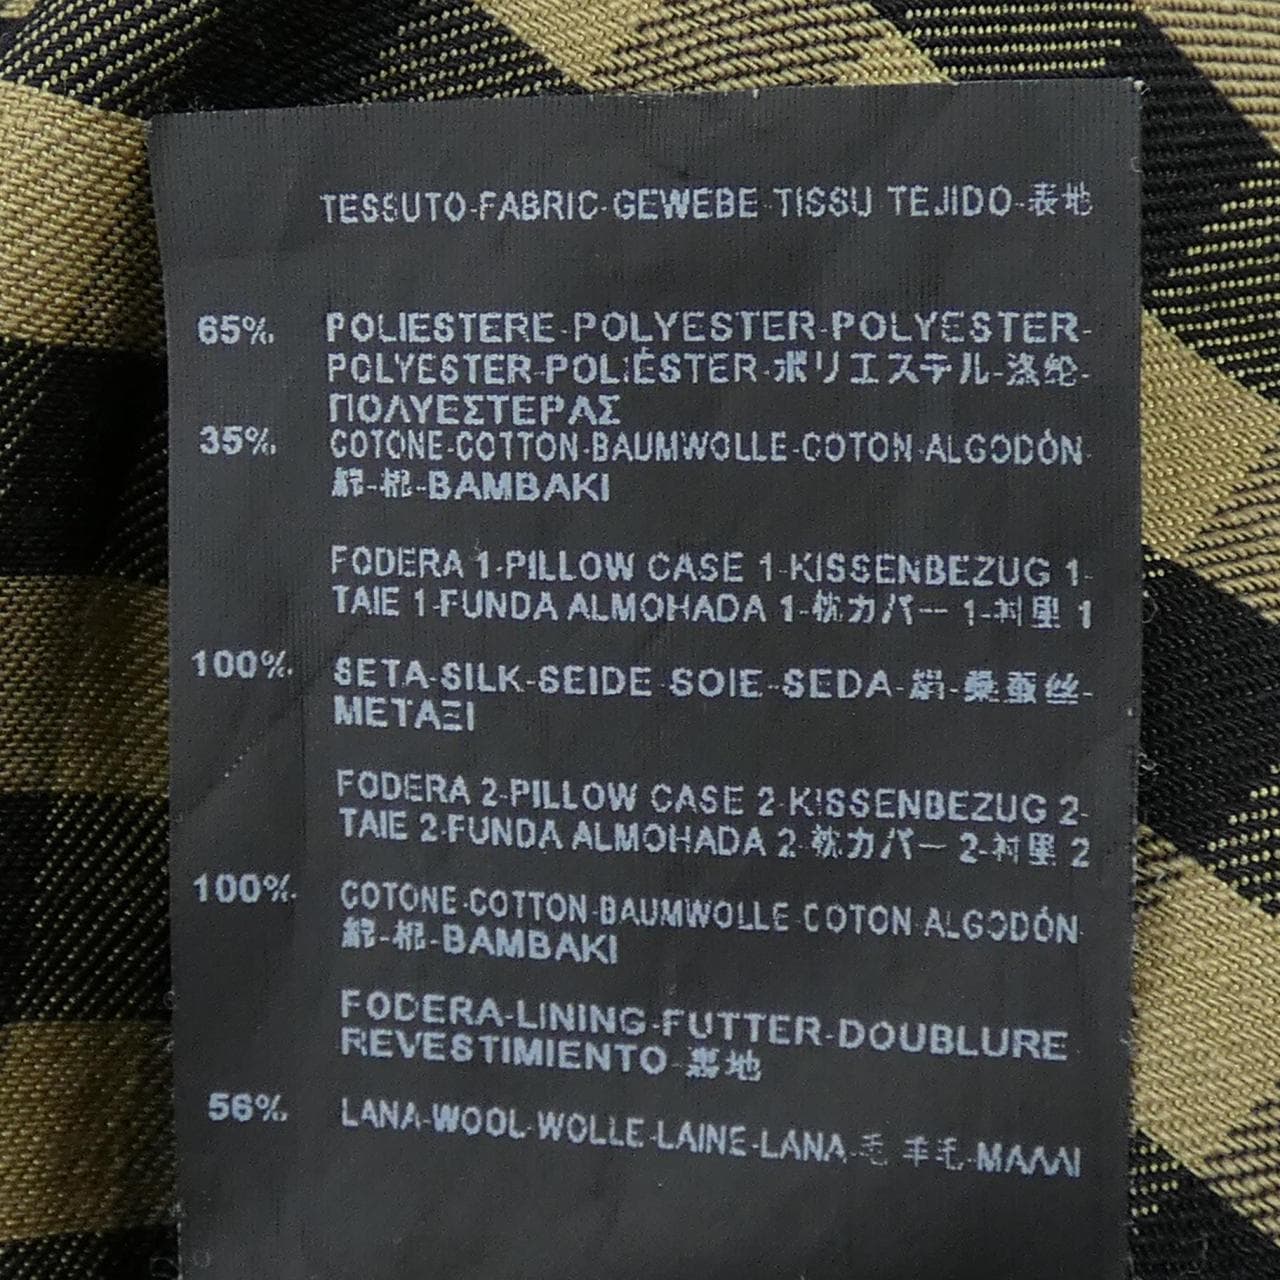 TESSUTO-FABRIC-GEWEBE-TISSU TEJIDO-表地
65% POLIESTERE-POLYESTER-POLYESTER-
POLYESTER-POLIÉSTER-ポリエステル-涤纶-
ΠΟΛΥΕΣΤΕΡΑΣ
35% COTONE-COTTON-BAUMWOLLE-COTON-ALGODÓN-
綿-棉-BAMBAKI
FODERA 1-PILLOW CASE 1-KISSENBEZUG 1-
TAIE 1-FUNDA ALMOHADA 1-枕カバー 1-衬里 1
100% SETA-SILK-SEIDE-SOIE-SEDA-絹-桑蚕丝-
ΜΕΤΑΞΙ
FODERA 2-PILLOW CASE 2-KISSENBEZUG 2-
TAIE 2-FUNDA ALMOHADA 2-枕カバー 2-衬里 2
100% COTONE-COTTON-BAUMWOLLE-COTON-ALGODÓN-
綿-棉-BAMBAKI
FODERA-LINING-FUTTER-DOUBLURE
REVESTIMIENTO-裏地
56% LANA-WOOL-WOLLE-LAINE-LANA-毛 羊毛-ΜΑΛΛΙ